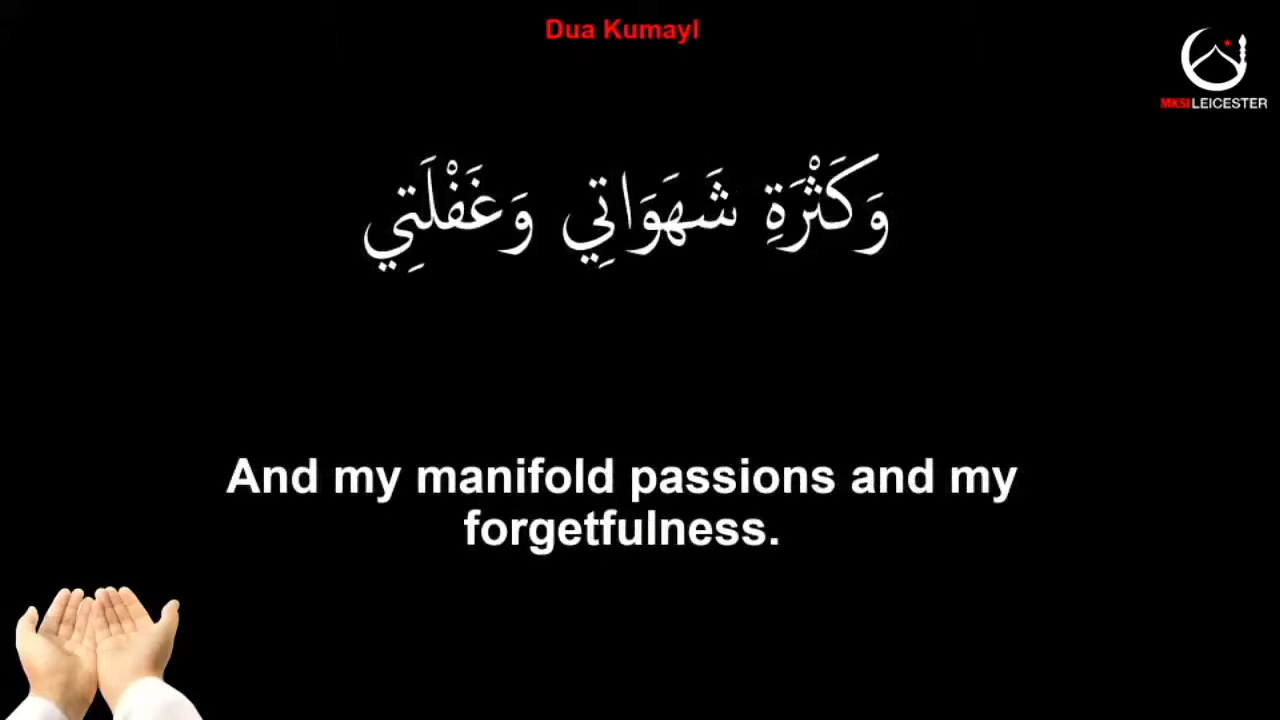 Dua Kumayl
MKSI LEICESTER
وَكَثْرَةِ شَهَوَاتِي وَغَفْلَتِي
And my manifold passions and my
forgetfulness.